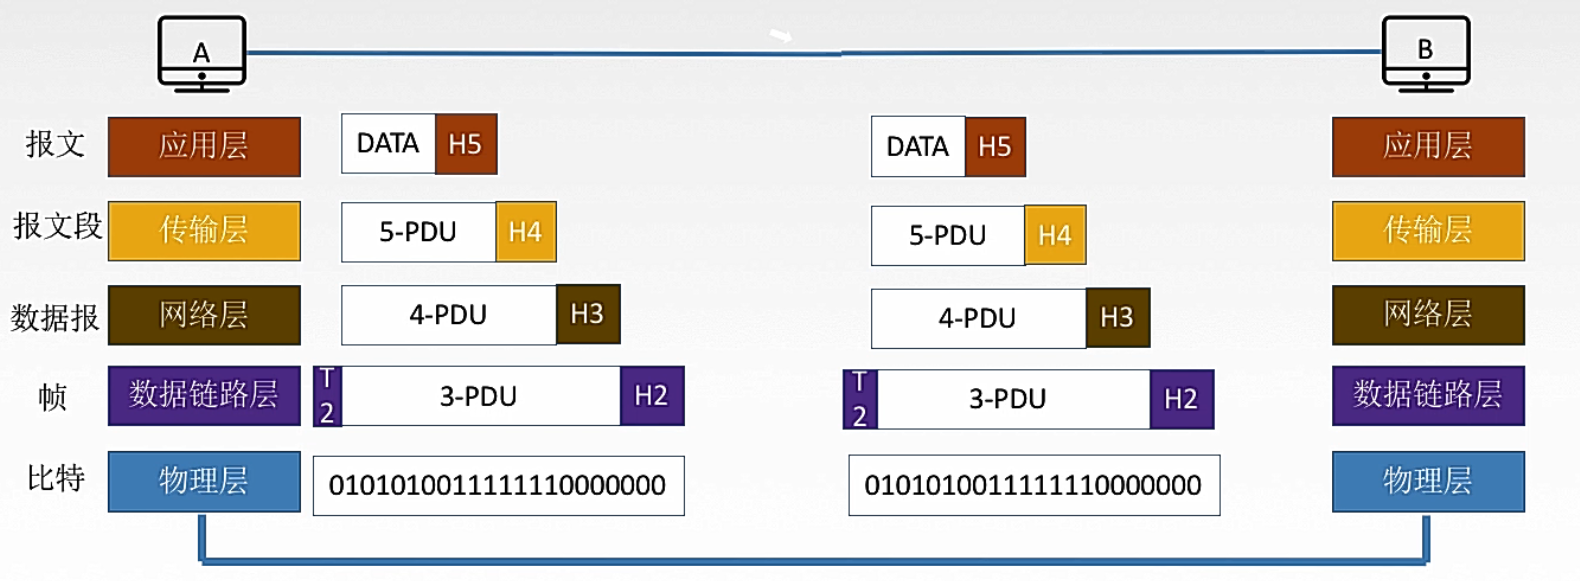 A
B
报文 应用层 DATA H5 DATA H5 应用层
报文段 传输层 5-PDU H4 5-PDU H4 传输层
数据报 网络层 4-PDU H3 4-PDU H3 网络层
帧 数据链路层 T2 3-PDU H2 T2 3-PDU H2 数据链路层
比特 物理层 0101010011111110000000 0101010011111110000000 物理层